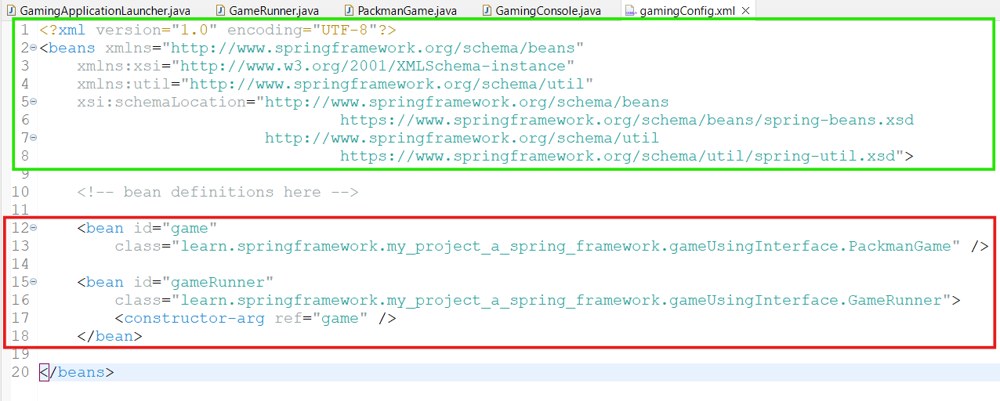 GamingApplicationLauncher.java GameRunner.java PackmanGame.java GamingConsole.java gamingConfig.xml
1 <?xml version="1.0" encoding="UTF-8"?>
2 <beans xmlns="http://www.springframework.org/schema/beans"
3     xmlns:xsi="http://www.w3.org/2001/XMLSchema-instance"
4     xmlns:util="http://www.springframework.org/schema/util"
5     xsi:schemaLocation="http://www.springframework.org/schema/beans
6                                 https://www.springframework.org/schema/beans/spring-beans.xsd
7                         http://www.springframework.org/schema/util
8                                 https://www.springframework.org/schema/util/spring-util.xsd">
9
10     <!-- bean definitions here -->
11
12     <bean id="game"
13         class="learn.springframework.my_project_a_spring_framework.gameUsingInterface.PackmanGame" />
14
15     <bean id="gameRunner"
16         class="learn.springframework.my_project_a_spring_framework.gameUsingInterface.GameRunner">
17         <constructor-arg ref="game" />
18     </bean>
19
20 </beans>